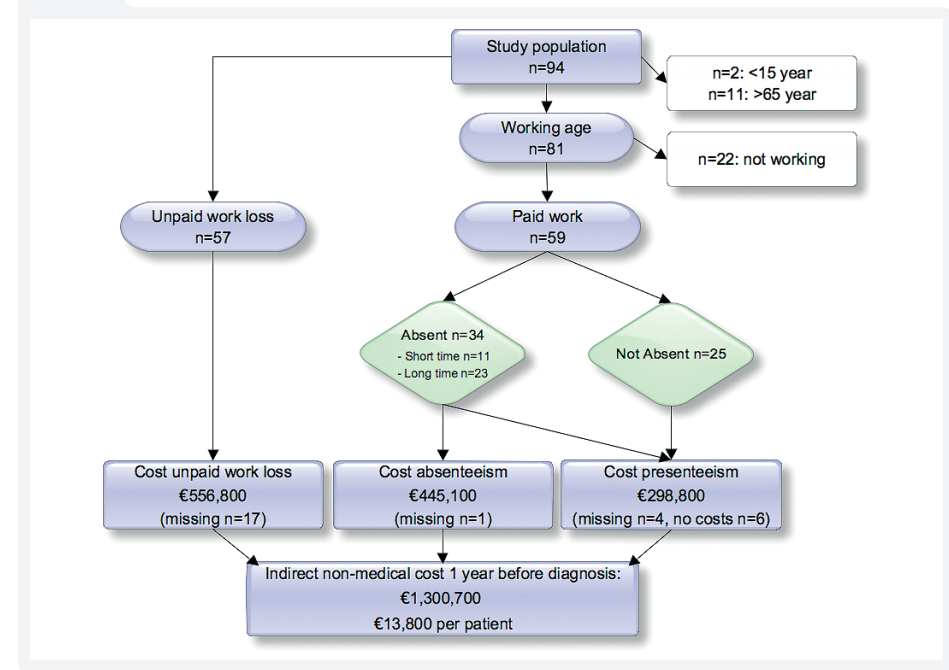 Study population
n=94
n=2: <15 year
n=11: >65 year
Working age
n=81
n=22: not working
Unpaid work loss
n=57
Paid work
n=59
Absent n=34
- Short time n=11
- Long time n=23
Not Absent n=25
Cost unpaid work loss
€556,800
(missing n=17)
Cost absenteeism
€445,100
(missing n=1)
Cost presenteeism
€298,800
(missing n=4, no costs n=6)
Indirect non-medical cost 1 year before diagnosis:
€1,300,700
€13,800 per patient